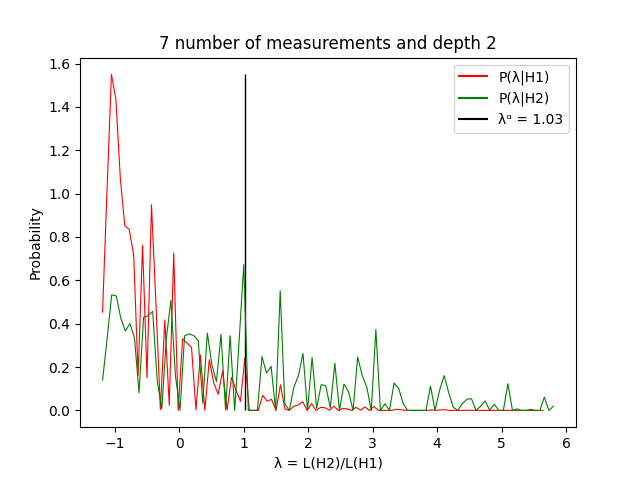 7 number of measurements and depth 2
P(λ|H1)
P(λ|H2)
λᵅ = 1.03
Probability
1.6
1.4
1.2
1.0
0.8
0.6
0.4
0.2
0.0
−1 0 1 2 3 4 5 6
λ = L(H2)/L(H1)